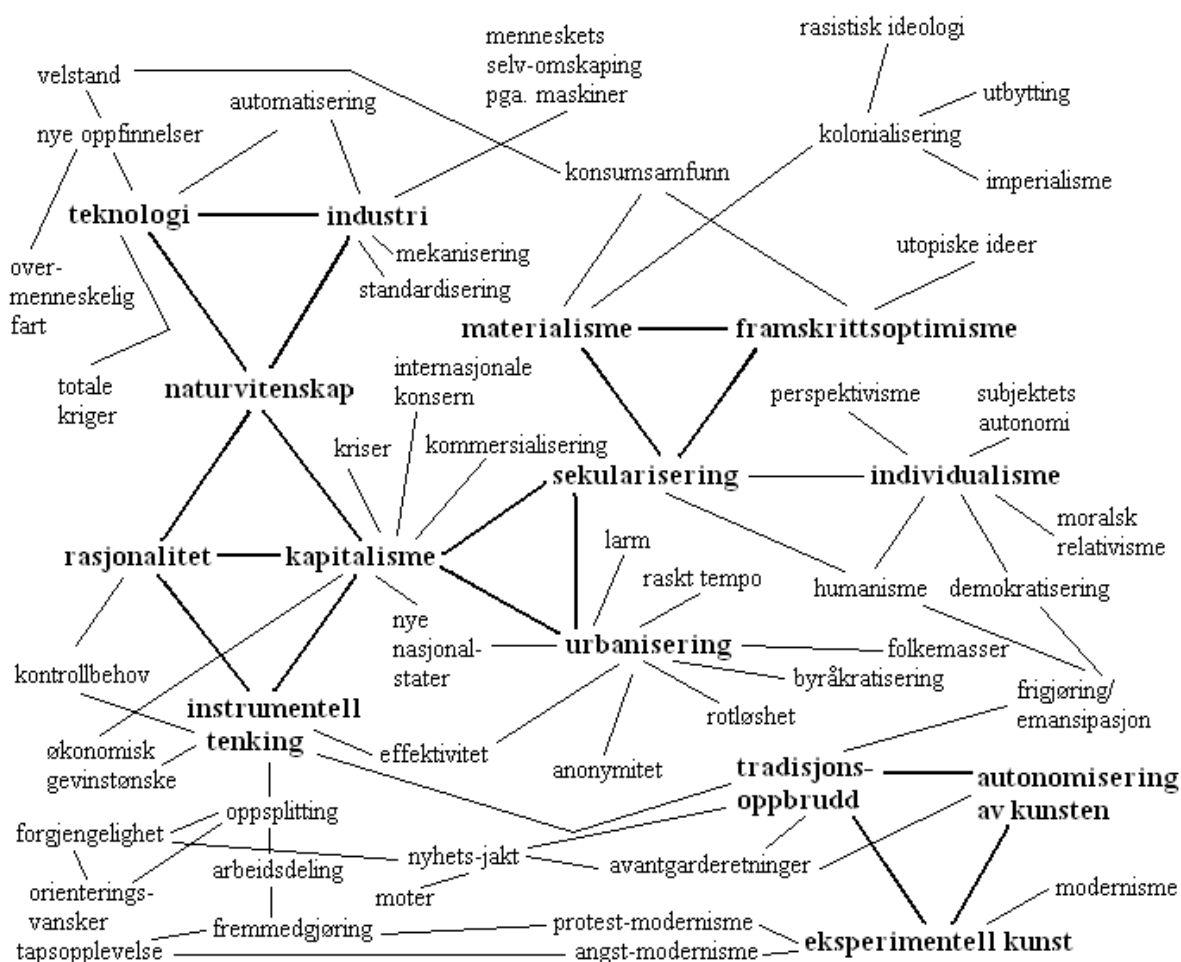 rasistisk ideologi
menneskets
selv-omskaping
pga. maskiner
velstand
automatisering
utbytting
nye oppfinnelser
kolonialisering
konsumsamfunn
imperialisme
teknologi
industri
utopiske ideer
mekanisering
over-
menneskelig
fart
standardisering
materialisme
framskrittsoptimisme
totale
kriger
naturvitenskap
internasjonale
konsern
perspektivisme
subjektets
autonomi
kriser
kommersialisering
sekularisering
individualisme
moralsk
relativisme
rasjonalitet
kapitalisme
larm
raskt tempo
humanisme
demokratisering
nye
nasjonal-
stater
urbanisering
folkemasser
kontrollbehov
byråkratisering
frigjøring/
emansipasjon
instrumentell
tenking
rotløshet
økonomisk
gevinstønske
effektivitet
anonymitet
tradisjons-
oppbrudd
autonomisering
av kunsten
oppsplitting
forgjengelighet
nyhets-jakt
avantgarderetninger
arbeidsdeling
moter
modernisme
orienterings-
vansker
fremmedgjøring
protest-modernisme
tapsopplevelse
angst-modernisme
eksperimentell kunst